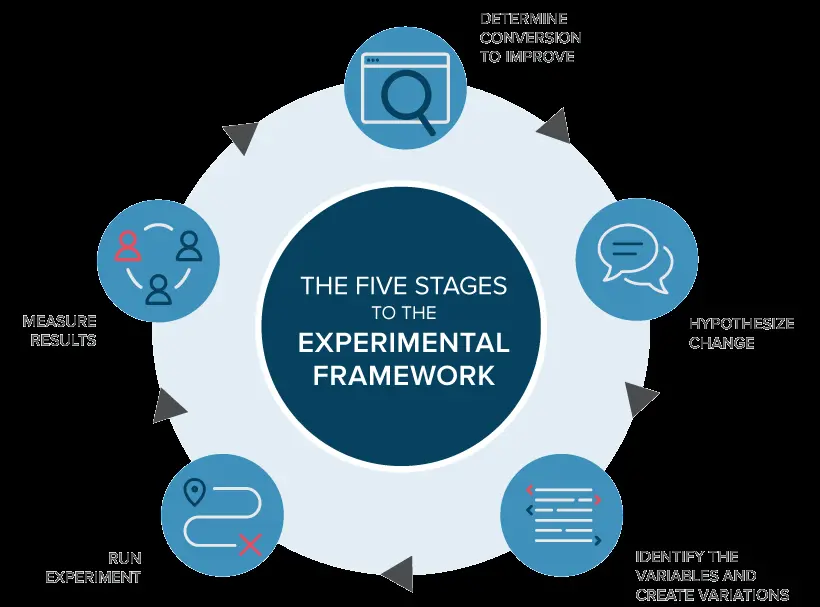 DETERMINE
CONVERSION
TO IMPROVE
HYPOTHESIZE
CHANGE
IDENTIFY THE
VARIABLES AND
CREATE VARIATIONS
RUN
EXPERIMENT
MEASURE
RESULTS
THE FIVE STAGES
TO THE
EXPERIMENTAL
FRAMEWORK